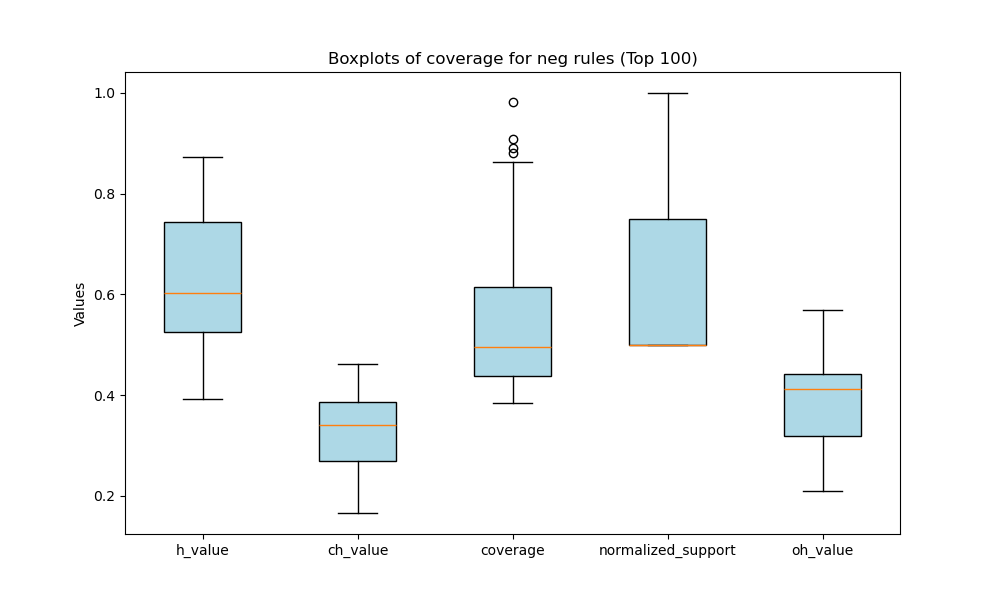 Boxplots of coverage for neg rules (Top 100)
1.0
0.8
0.6
0.4
0.2
Values
h_value
ch_value
coverage
normalized_support
oh_value